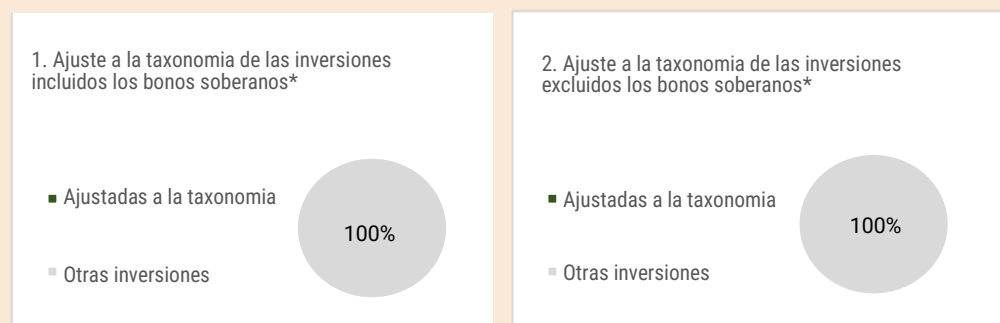 1. Ajuste a la taxonomia de las inversiones
incluidos los bonos soberanos*
Ajustadas a la taxonomia
100%
Otras inversiones
2. Ajuste a la taxonomia de las inversiones
excluidos los bonos soberanos*
Ajustadas a la taxonomia
100%
Otras inversiones